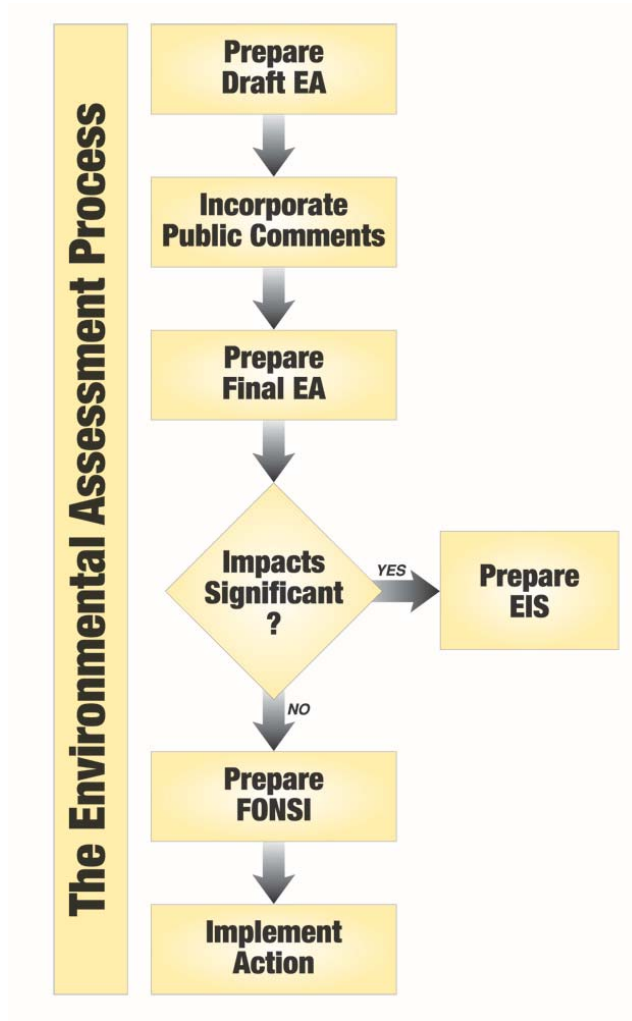 The Environmental Assessment Process
Prepare
Draft EA
Incorporate
Public Comments
Prepare
Final EA
Impacts
Significant
?
YES
Prepare
EIS
NO
Prepare
FONSI
Implement
Action